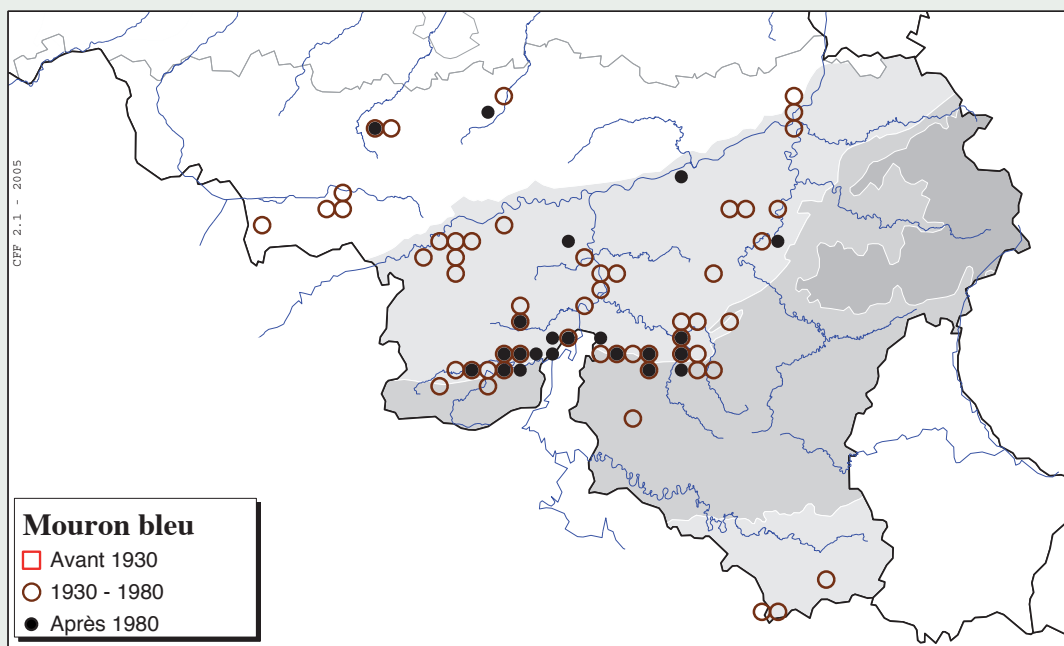 CFF 2.1 - 2005
Mouron bleu
Avant 1930
1930 - 1980
Après 1980